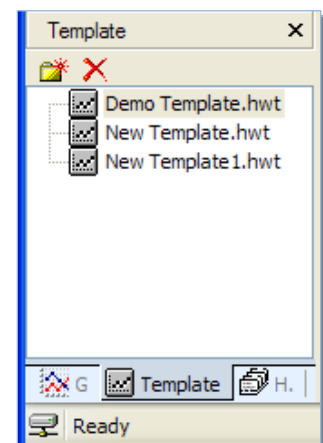 Template
Demo Template.hwt
New Template.hwt
New Template1.hwt
G Template H.
Ready